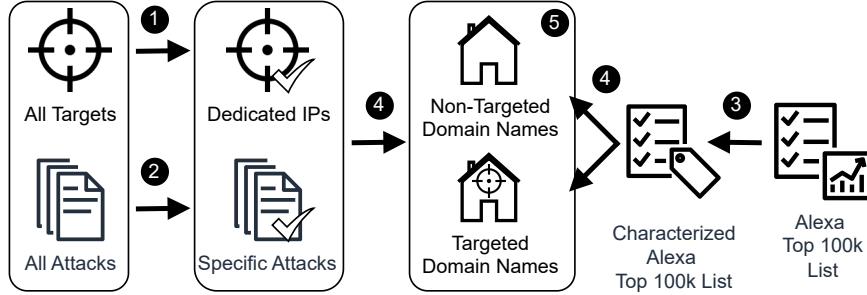 1
All Targets
2
All Attacks
Dedicated IPs
Specific Attacks
4
5
Non-Targeted
Domain Names
Targeted
Domain Names
4
Characterized
Alexa
Top 100k List
3
Alexa
Top 100k
List